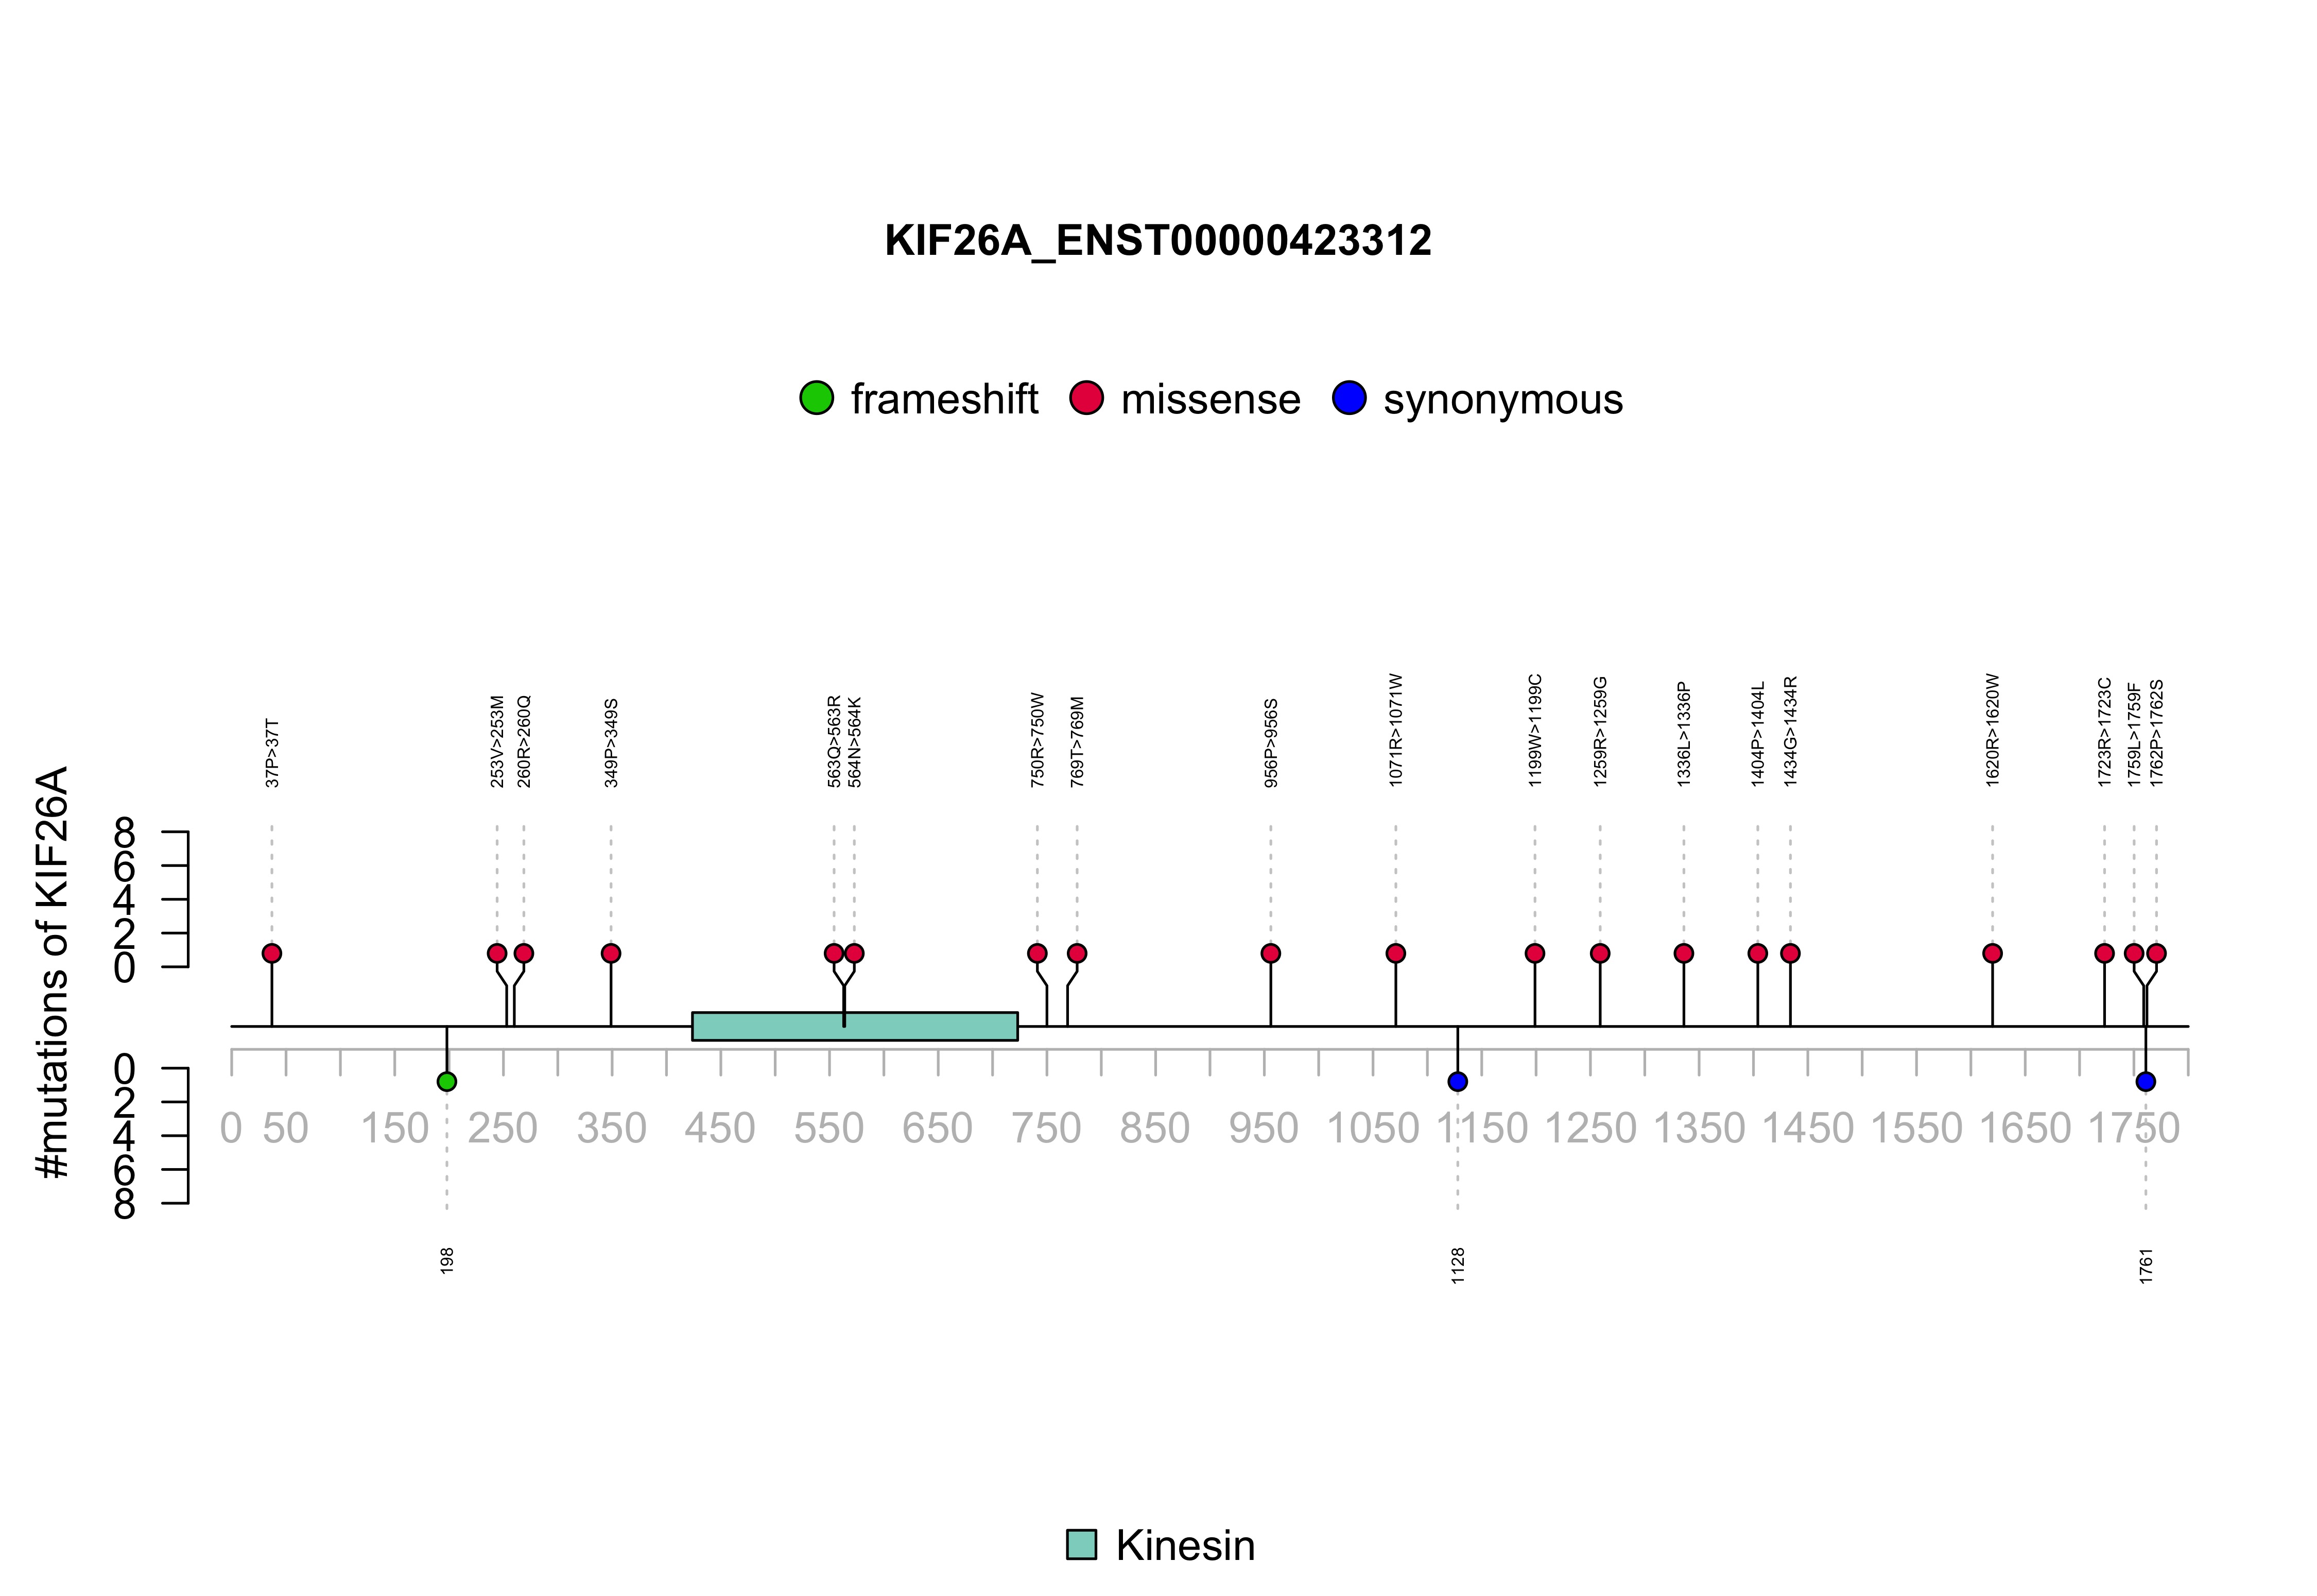 KIF26A_ENST00000423312
frameshift missense synonymous
37P>37T
253V>253M
260R>260Q
349P>349S
563Q>563R
564N>564K
750R>750W
769T>769M
956P>956S
1071R>1071W
1199W>1199C
1259R>1259G
1336L>1336P
1404P>1404L
1434G>1434R
1620R>1620W
1723R>1723C
1759L>1759F
1762P>1762S
#mutations of KIF26A
8
6
4
2
0
0
2
4
6
8
0 50 150 250 350 450 550 650 750 850 950 1050 1150 1250 1350 1450 1550 1650 1750
198
1128
1761
Kinesin